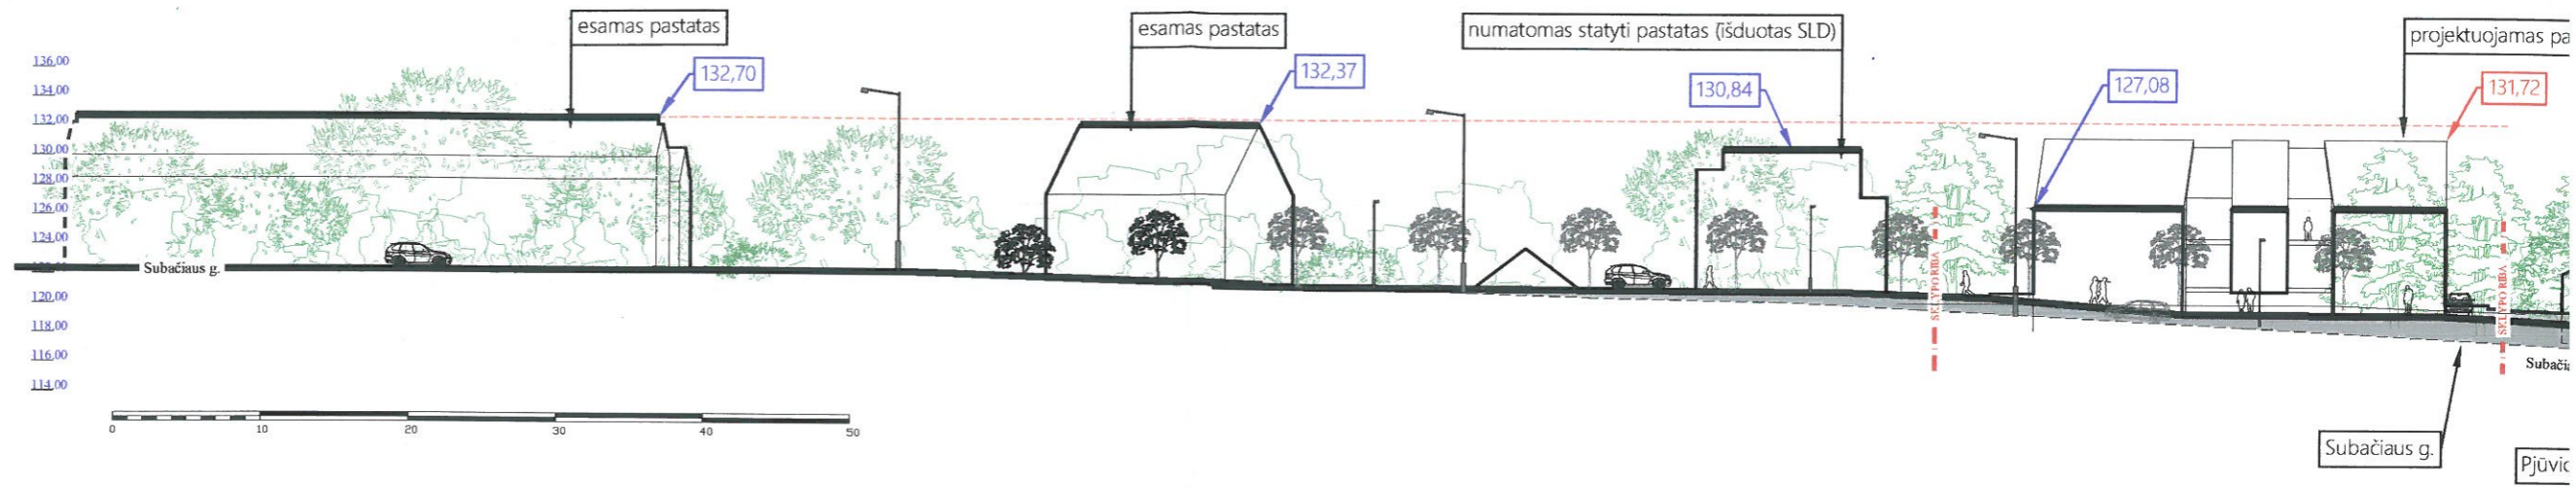 esamas pastatas
esamas pastatas
numatomas statyti pastatas (išduotas SLD)
projektuojamas pa
132,70
132,37
130,84
127,08
131,72
136,00
134,00
132,00
130,00
128,00
126,00
124,00
120,00
118,00
116,00
114,00
Subačiaus g.
SKLYPO RIBA
SKLYPO RIBA
Subači
0 10 20 30 40 50
Subačiaus g.
Pjūvi